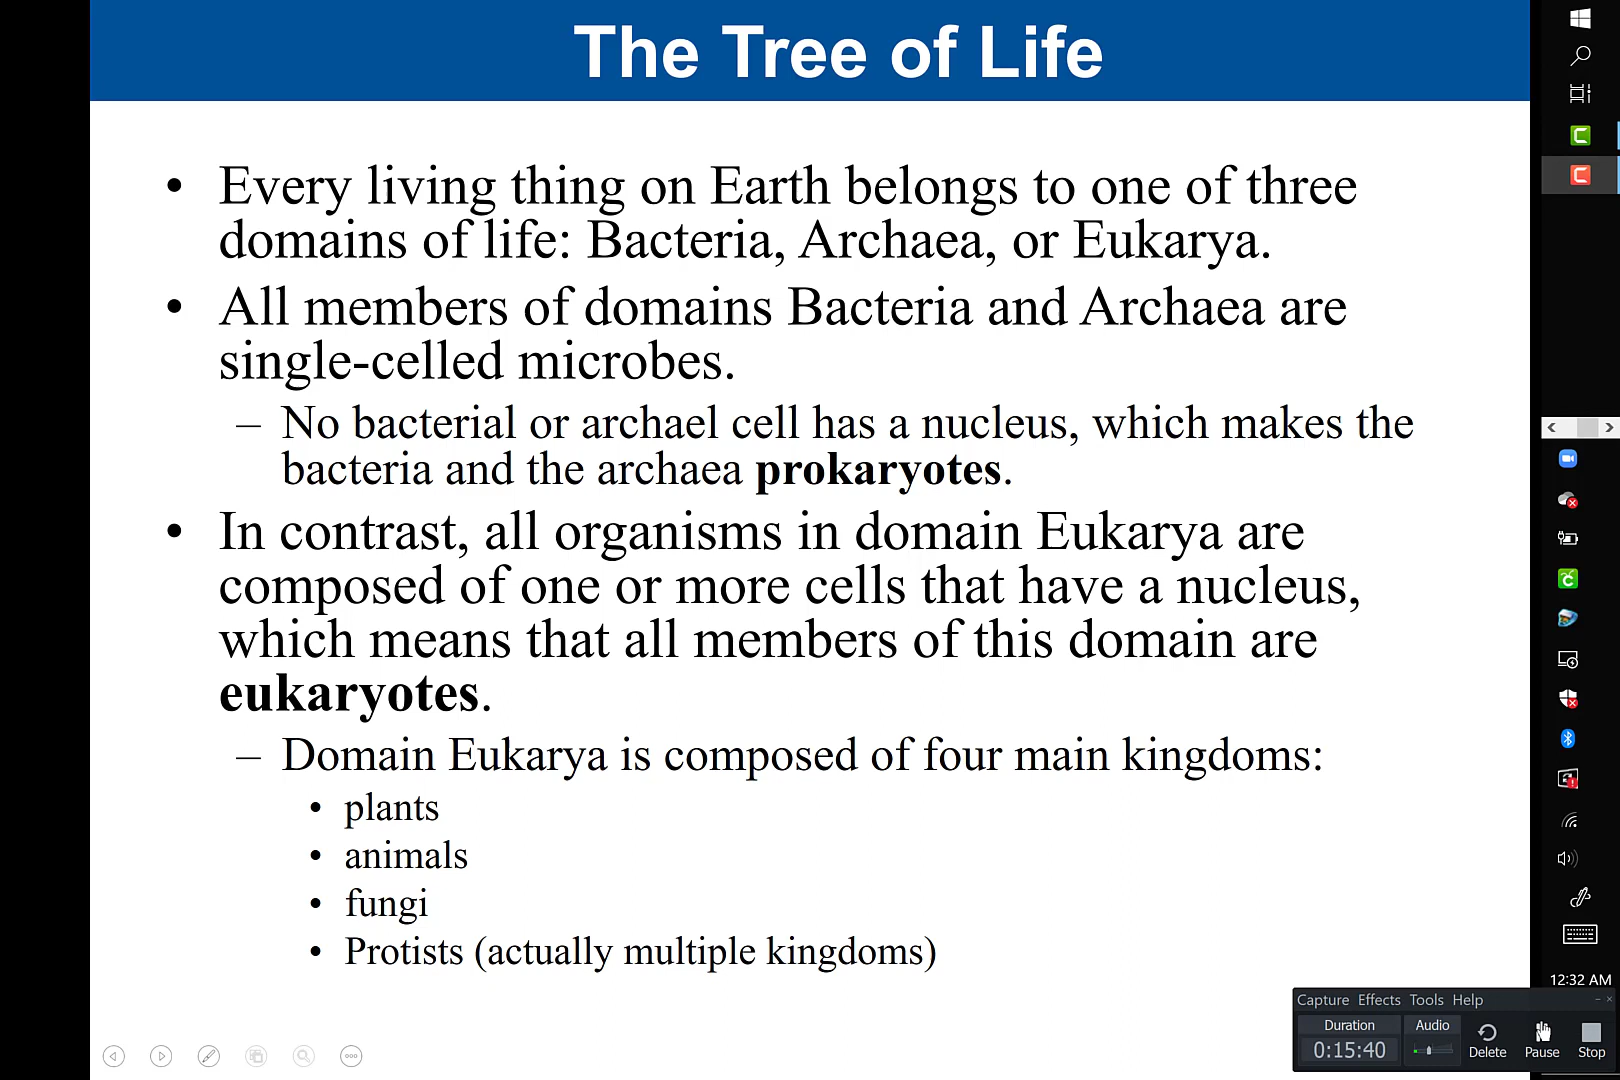 The Tree of Life
• Every living thing on Earth belongs to one of three
domains of life: Bacteria, Archaea, or Eukarya.
• All members of domains Bacteria and Archaea are
single-celled microbes.
– No bacterial or archael cell has a nucleus, which makes the
bacteria and the archaea prokaryotes.
• In contrast, all organisms in domain Eukarya are
composed of one or more cells that have a nucleus,
which means that all members of this domain are
eukaryotes.
– Domain Eukarya is composed of four main kingdoms:
• plants
• animals
• fungi
• Protists (actually multiple kingdoms)
12:32 AM
Capture Effects Tools Help
Duration Audio
0:15:40 Delete Pause Stop